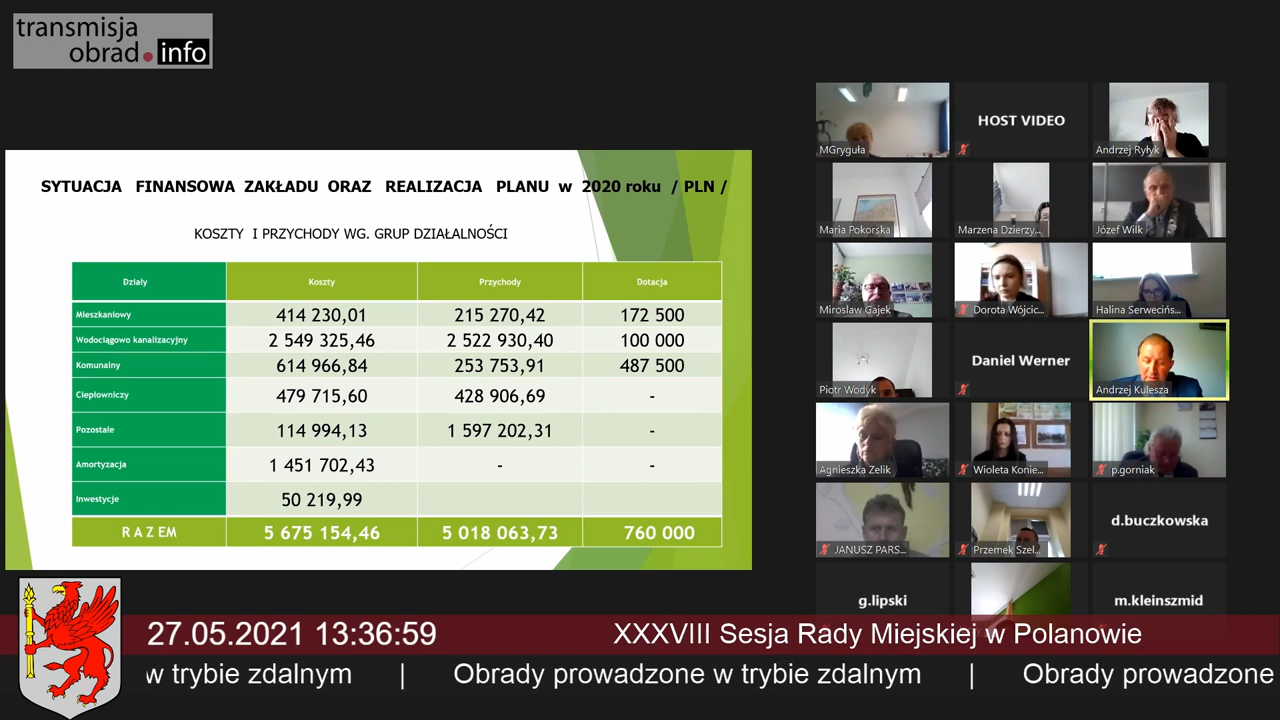 transmisja
obrad.info
SYTUACJA FINANSOWA ZAKŁADU ORAZ REALIZACJA PLANU w 2020 roku / PLN /
KOSZTY I PRZYCHODY WG. GRUP DZIAŁALNOŚCI
Działy Koszty Przychody Dotacja
Mieszkaniowy 414 230,01 215 270,42 172 500
Wodociągowo kanalizacyjny 2 549 325,46 2 522 930,40 100 000
Komunalny 614 966,84 253 753,91 487 500
Ciepłowniczy 479 715,60 428 906,69 -
Pozostałe 114 994,13 1 597 202,31 -
Amortyzacja 1 451 702,43 - -
Inwestycje 50 219,99
R A Z E M 5 675 154,46 5 018 063,73 760 000
MGryguła HOST VIDEO Andrzej Ryłyk
Maria Pokorska Marzena Dzierzy... Józef Wilk
Mirosław Gajek Dorota Wójcic... Halina Serwecińs...
Piotr Wodyk Daniel Werner Andrzej Kulesza
Agnieszka Zelik Wioleta Konie... p.gorniak
JANUSZ PARS... Przemek Szel... d.buczkowska
g.lipski m.kleinszmid
27.05.2021 13:36:59 XXXVIII Sesja Rady Miejskiej w Polanowie
w trybie zdalnym | Obrady prowadzone w trybie zdalnym | Obrady prowadzone